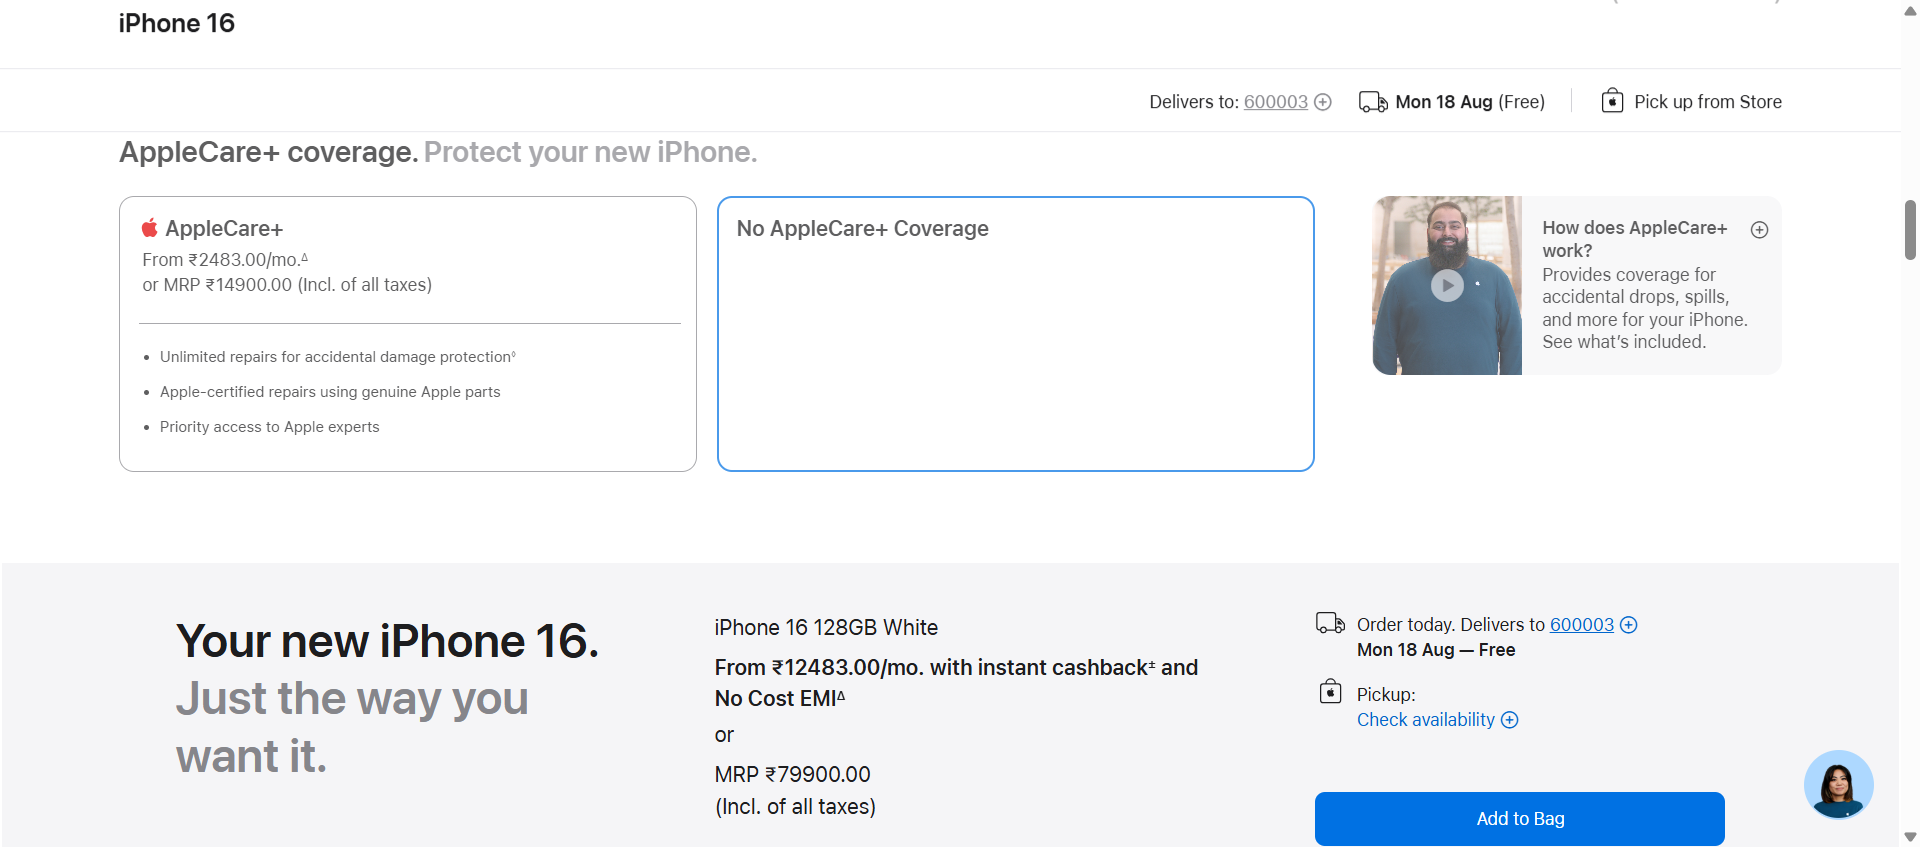 iPhone 16
Delivers to: 600003
Mon 18 Aug (Free)
Pick up from Store
AppleCare+ coverage. Protect your new iPhone.
AppleCare+
From ₹2483.00/mo.Δ
or MRP ₹14900.00 (Incl. of all taxes)
• Unlimited repairs for accidental damage protection◊
• Apple-certified repairs using genuine Apple parts
• Priority access to Apple experts
No AppleCare+ Coverage
How does AppleCare+
work?
Provides coverage for
accidental drops, spills,
and more for your iPhone.
See what’s included.
Your new iPhone 16.
Just the way you
want it.
iPhone 16 128GB White
From ₹12483.00/mo. with instant cashback± and
No Cost EMIΔ
or
MRP ₹79900.00
(Incl. of all taxes)
Order today. Delivers to 600003
Mon 18 Aug — Free
Pickup:
Check availability
Add to Bag